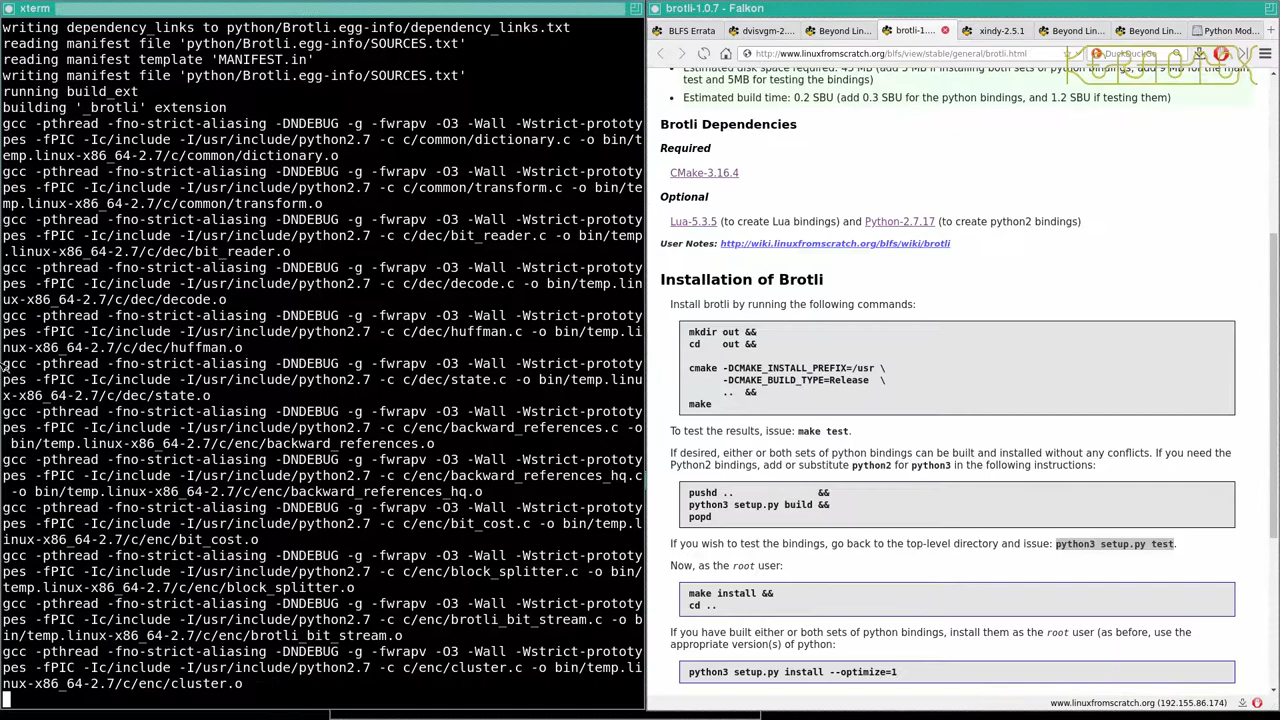 xterm
writing dependency_links to python/Brotli.egg-info/dependency_links.txt
reading manifest file 'python/Brotli.egg-info/SOURCES.txt'
reading manifest template 'MANIFEST.in'
writing manifest file 'python/Brotli.egg-info/SOURCES.txt'
running build_ext
building '_brotli' extension
gcc -pthread -fno-strict-aliasing -DNDEBUG -g -fwrapv -O3 -Wall -Wstrict-prototy
pes -fPIC -Ic/include -I/usr/include/python2.7 -c c/common/dictionary.c -o bin/t
emp.linux-x86_64-2.7/c/common/dictionary.o
gcc -pthread -fno-strict-aliasing -DNDEBUG -g -fwrapv -O3 -Wall -Wstrict-prototy
pes -fPIC -Ic/include -I/usr/include/python2.7 -c c/common/transform.c -o bin/te
mp.linux-x86_64-2.7/c/common/transform.o
gcc -pthread -fno-strict-aliasing -DNDEBUG -g -fwrapv -O3 -Wall -Wstrict-prototy
pes -fPIC -Ic/include -I/usr/include/python2.7 -c c/dec/bit_reader.c -o bin/temp
.linux-x86_64-2.7/c/dec/bit_reader.o
gcc -pthread -fno-strict-aliasing -DNDEBUG -g -fwrapv -O3 -Wall -Wstrict-prototy
pes -fPIC -Ic/include -I/usr/include/python2.7 -c c/dec/decode.c -o bin/temp.lin
ux-x86_64-2.7/c/dec/decode.o
gcc -pthread -fno-strict-aliasing -DNDEBUG -g -fwrapv -O3 -Wall -Wstrict-prototy
pes -fPIC -Ic/include -I/usr/include/python2.7 -c c/dec/huffman.c -o bin/temp.li
nux-x86_64-2.7/c/dec/huffman.o
gcc -pthread -fno-strict-aliasing -DNDEBUG -g -fwrapv -O3 -Wall -Wstrict-prototy
pes -fPIC -Ic/include -I/usr/include/python2.7 -c c/dec/state.c -o bin/temp.linu
x-x86_64-2.7/c/dec/state.o
gcc -pthread -fno-strict-aliasing -DNDEBUG -g -fwrapv -O3 -Wall -Wstrict-prototy
pes -fPIC -Ic/include -I/usr/include/python2.7 -c c/enc/backward_references.c -o
 bin/temp.linux-x86_64-2.7/c/enc/backward_references.o
gcc -pthread -fno-strict-aliasing -DNDEBUG -g -fwrapv -O3 -Wall -Wstrict-prototy
pes -fPIC -Ic/include -I/usr/include/python2.7 -c c/enc/backward_references_hq.c
 -o bin/temp.linux-x86_64-2.7/c/enc/backward_references_hq.o
gcc -pthread -fno-strict-aliasing -DNDEBUG -g -fwrapv -O3 -Wall -Wstrict-prototy
pes -fPIC -Ic/include -I/usr/include/python2.7 -c c/enc/bit_cost.c -o bin/temp.l
inux-x86_64-2.7/c/enc/bit_cost.o
gcc -pthread -fno-strict-aliasing -DNDEBUG -g -fwrapv -O3 -Wall -Wstrict-prototy
pes -fPIC -Ic/include -I/usr/include/python2.7 -c c/enc/block_splitter.c -o bin/
temp.linux-x86_64-2.7/c/enc/block_splitter.o
gcc -pthread -fno-strict-aliasing -DNDEBUG -g -fwrapv -O3 -Wall -Wstrict-prototy
pes -fPIC -Ic/include -I/usr/include/python2.7 -c c/enc/brotli_bit_stream.c -o b
in/temp.linux-x86_64-2.7/c/enc/brotli_bit_stream.o
gcc -pthread -fno-strict-aliasing -DNDEBUG -g -fwrapv -O3 -Wall -Wstrict-prototy
pes -fPIC -Ic/include -I/usr/include/python2.7 -c c/enc/cluster.c -o bin/temp.li
nux-x86_64-2.7/c/enc/cluster.o
brotli-1.0.7 - Falkon
BLFS Errata dvisvgm-2.... Beyond Lin... brotli-1.... xindy-2.5.1 Beyond Lin... Beyond Lin... Python Mod...
http://www.linuxfromscratch.org/blfs/view/stable/general/brotli.html DuckDuckGo
KERNOTEX
test and 5MB for testing the bindings)
• Estimated build time: 0.2 SBU (add 0.3 SBU for the python bindings, and 1.2 SBU if testing them)
Brotli Dependencies
Required
CMake-3.16.4
Optional
Lua-5.3.5 (to create Lua bindings) and Python-2.7.17 (to create python2 bindings)
User Notes: http://wiki.linuxfromscratch.org/blfs/wiki/brotli
Installation of Brotli
Install brotli by running the following commands:
mkdir out &&
cd out &&
cmake -DCMAKE_INSTALL_PREFIX=/usr \
-DCMAKE_BUILD_TYPE=Release \
.. &&
make
To test the results, issue: make test.
If desired, either or both sets of python bindings can be built and installed without any conflicts. If you need the
Python2 bindings, add or substitute python2 for python3 in the following instructions:
pushd .. &&
python3 setup.py build &&
popd
If you wish to test the bindings, go back to the top-level directory and issue: python3 setup.py test.
Now, as the root user:
make install &&
cd ..
If you have built either or both sets of python bindings, install them as the root user (as before, use the
appropriate version(s) of python:
python3 setup.py install --optimize=1
www.linuxfromscratch.org (192.155.86.174)